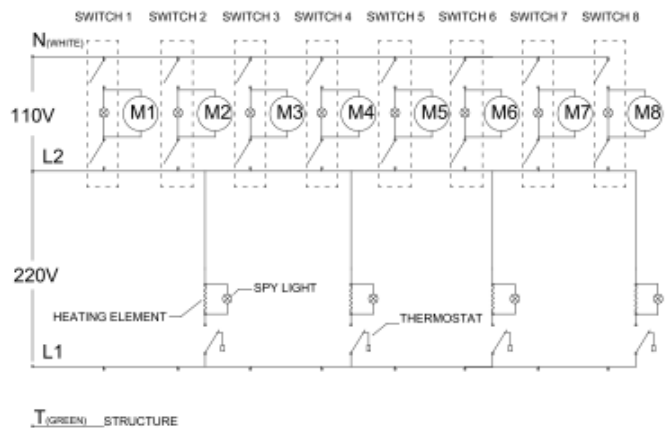 SWITCH 1 SWITCH 2 SWITCH 3 SWITCH 4 SWITCH 5 SWITCH 6 SWITCH 7 SWITCH 8
N(WHITE)
110V M1 M2 M3 M4 M5 M6 M7 M8
L2
220V
SPY LIGHT
HEATING ELEMENT THERMOSTAT
L1
T(GREEN) STRUCTURE